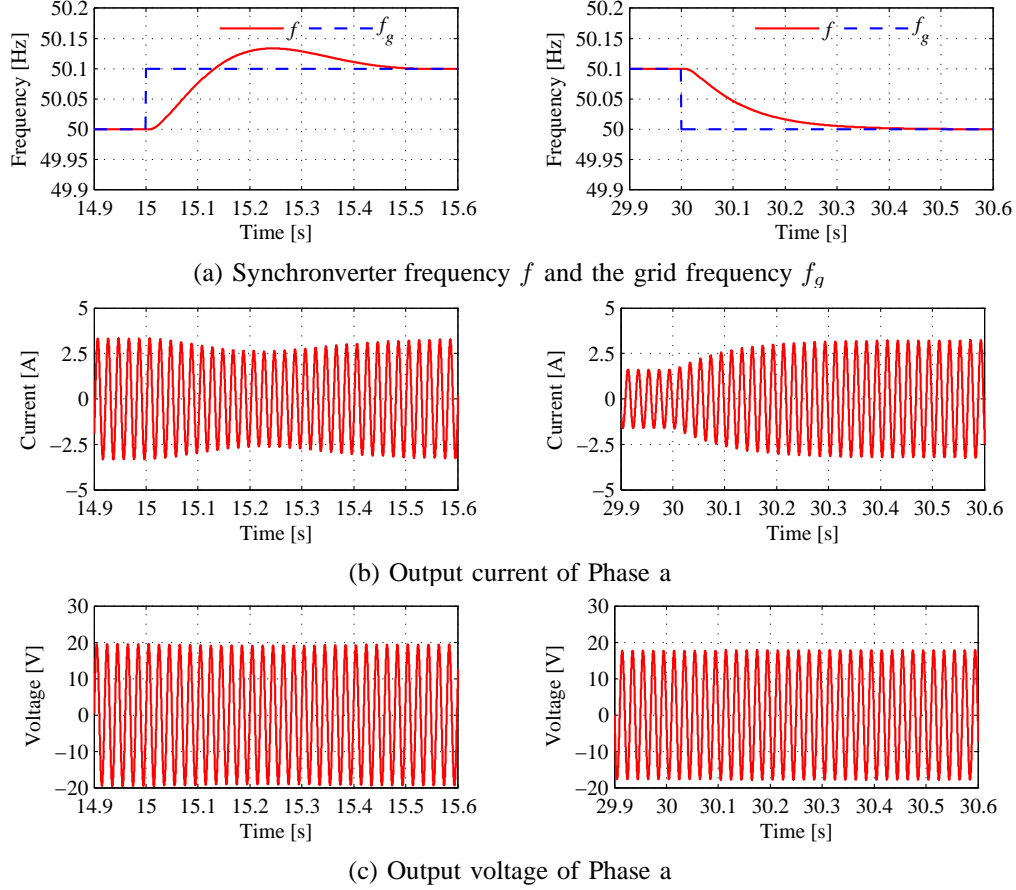 50.2
50.15
50.1
50.05
50
49.95
49.9
Frequency [Hz]
f f_g
14.9 15 15.1 15.2 15.3 15.4 15.5 15.6
Time [s]
50.2
50.15
50.1
50.05
50
49.95
49.9
Frequency [Hz]
f f_g
29.9 30 30.1 30.2 30.3 30.4 30.5 30.6
Time [s]
(a) Synchronverter frequency f and the grid frequency f_g
5
2.5
0
−2.5
−5
Current [A]
14.9 15 15.1 15.2 15.3 15.4 15.5 15.6
Time [s]
5
2.5
0
−2.5
−5
Current [A]
29.9 30 30.1 30.2 30.3 30.4 30.5 30.6
Time [s]
(b) Output current of Phase a
30
20
10
0
−10
−20
Voltage [V]
14.9 15 15.1 15.2 15.3 15.4 15.5 15.6
Time [s]
30
20
10
0
−10
−20
Voltage [V]
29.9 30 30.1 30.2 30.3 30.4 30.5 30.6
Time [s]
(c) Output voltage of Phase a